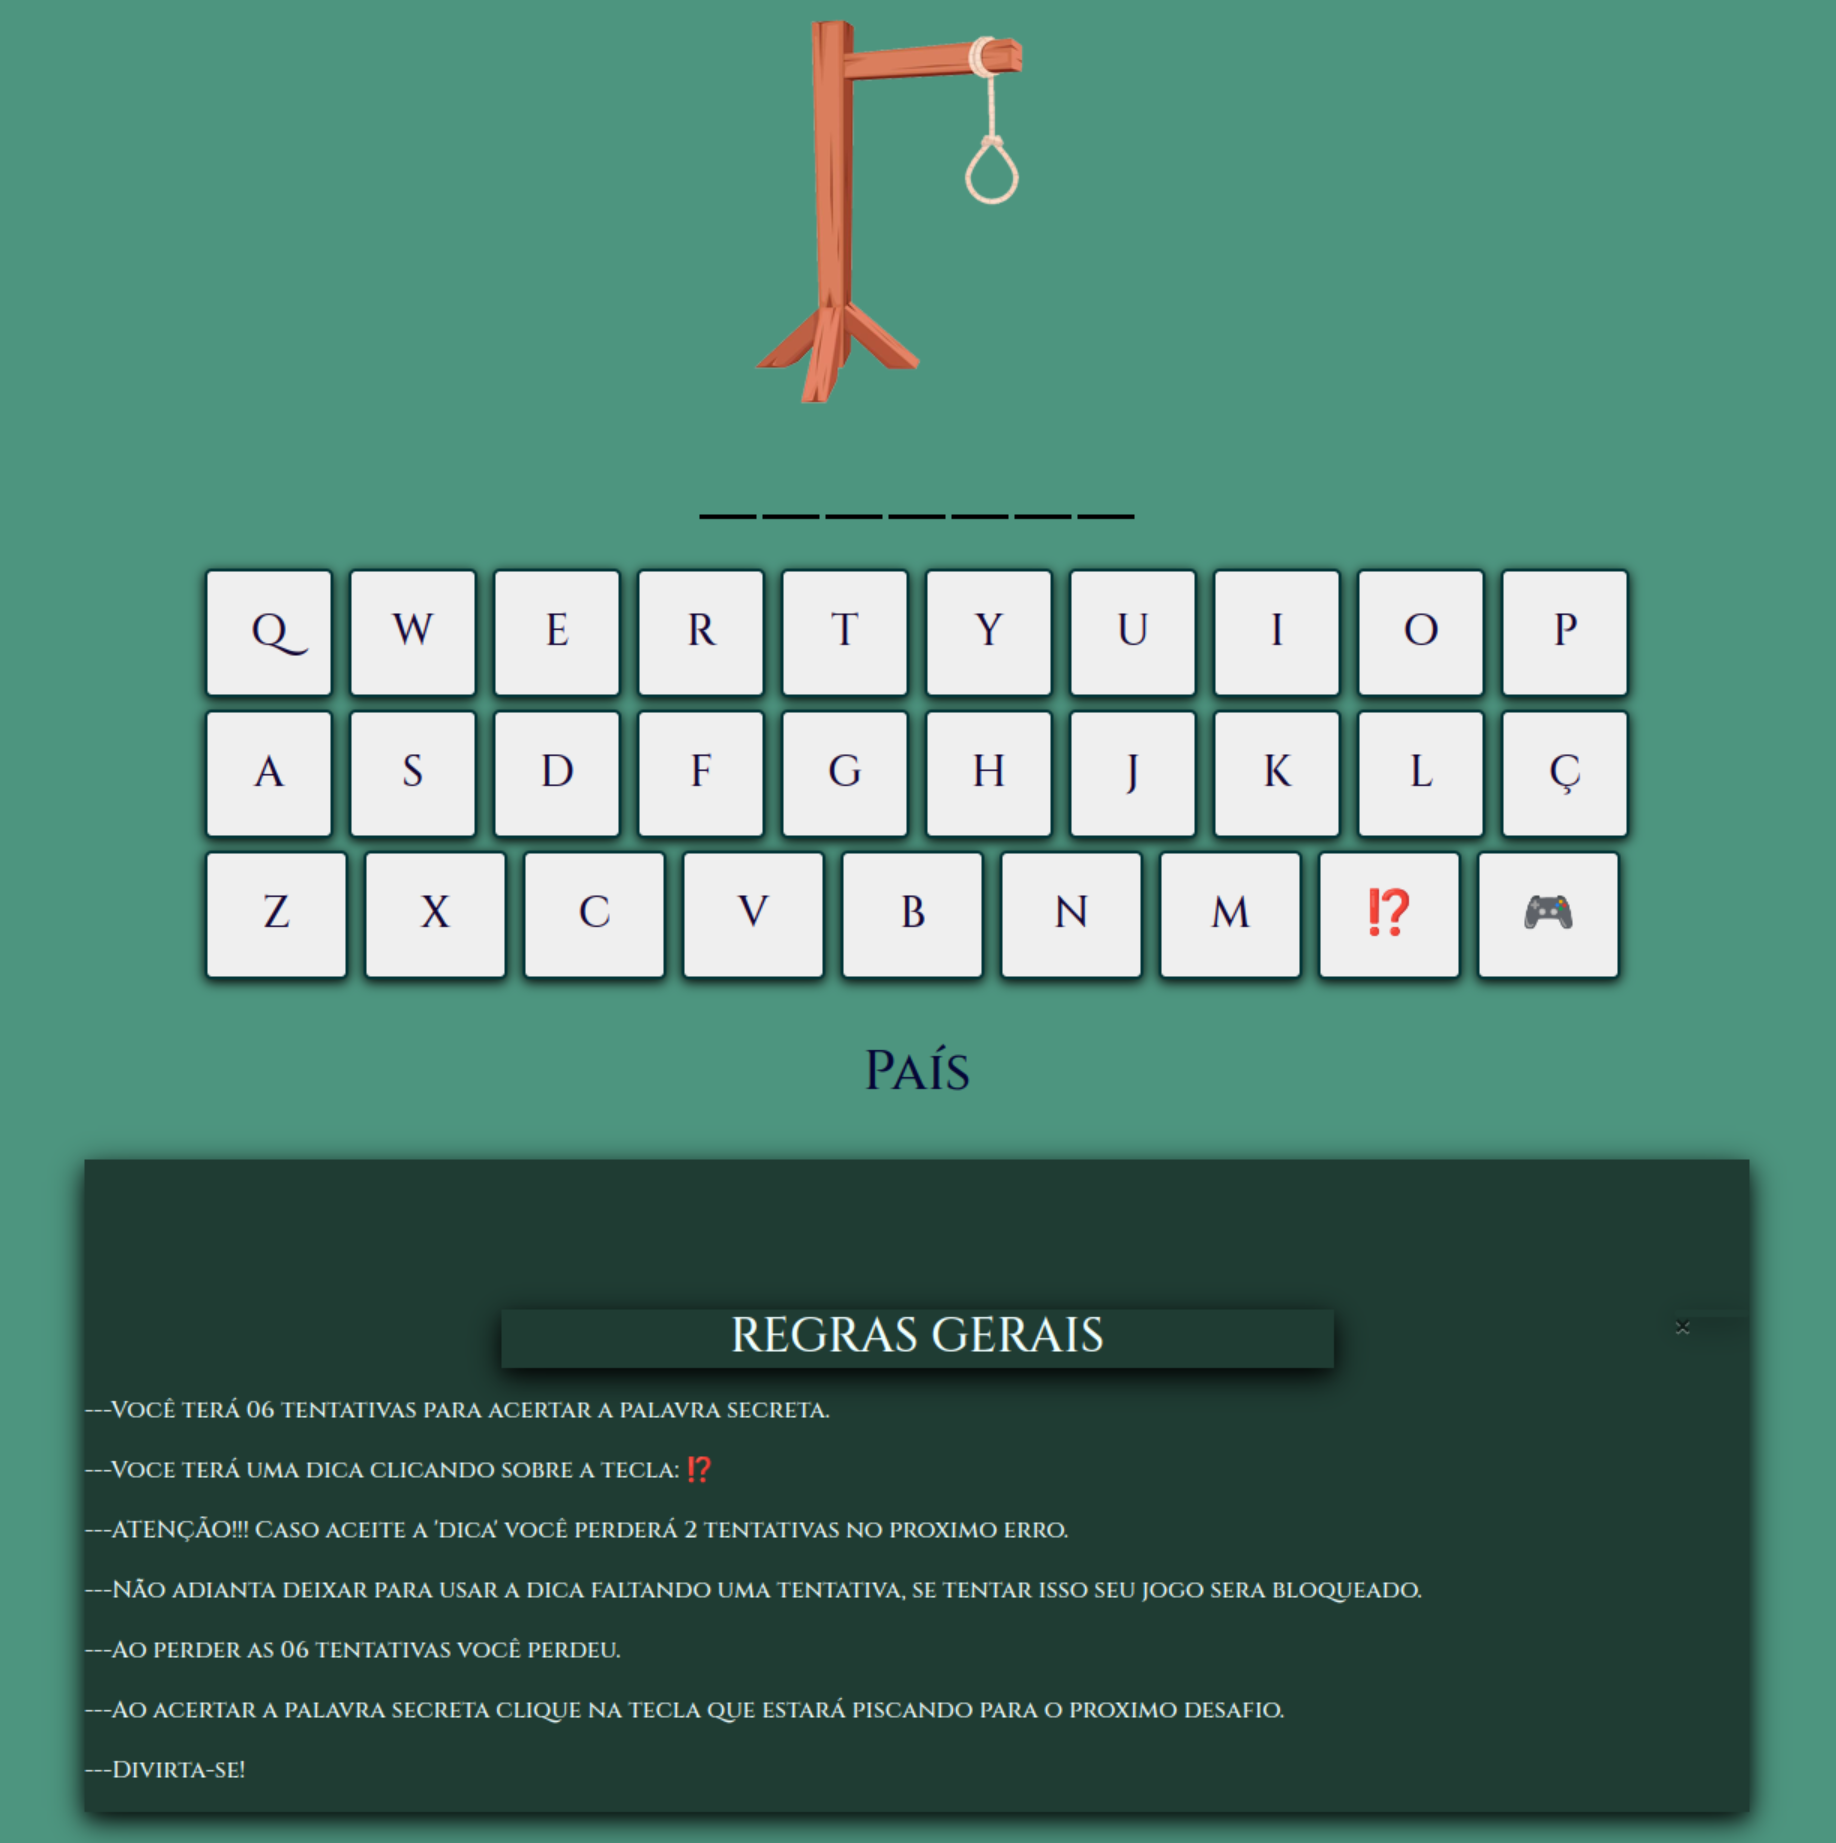 Q W E R T Y U I O P
A S D F G H J K L Ç
Z X C V B N M ⁉️ 🎮
País
REGRAS GERAIS
×
---Você terá 06 tentativas para acertar a palavra secreta.
---Voce terá uma dica clicando sobre a tecla: ⁉️
---ATENÇÃO!!! Caso aceite a 'dica' você perderá 2 tentativas no proximo erro.
---Não adianta deixar para usar a dica faltando uma tentativa, se tentar isso seu jogo sera bloqueado.
---Ao perder as 06 tentativas você perdeu.
---Ao acertar a palavra secreta clique na tecla que estará piscando para o proximo desafio.
---Divirta-se!